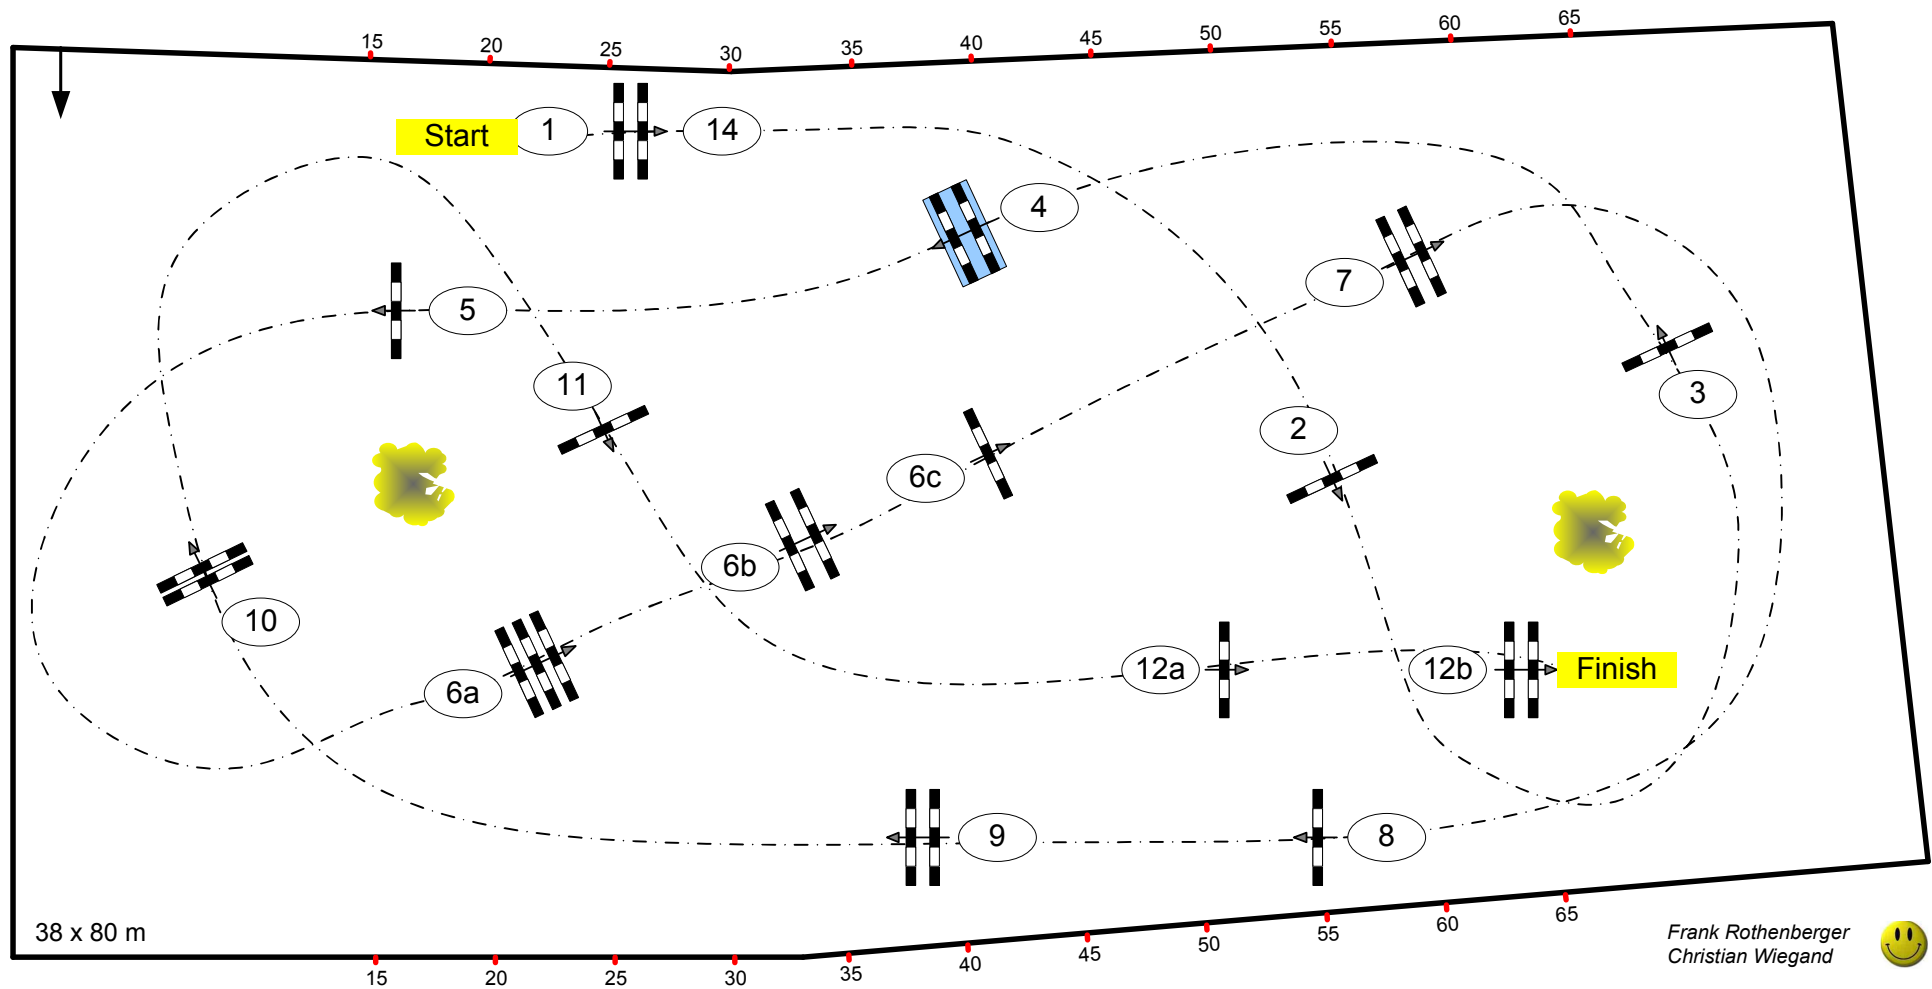 15 20 25 30 35 40 45 50 55 60 65
Start 1 14
4
7
5
11
3
2
6c
6b
10
6a
12a 12b Finish
9 8
38 x 80 m
15 20 25 30 35 40 45 50 55 60 65
Frank Rothenberger
Christian Wiegand